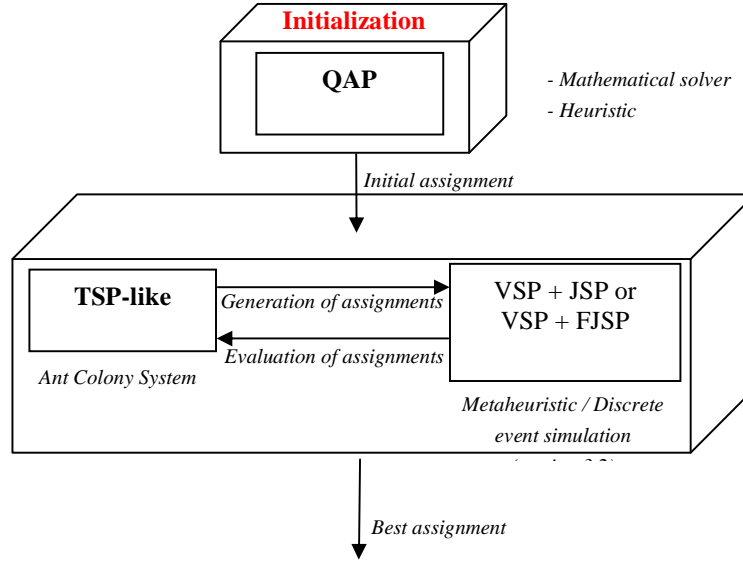 Initialization
QAP
- Mathematical solver
- Heuristic
Initial assignment
TSP-like
Generation of assignments
VSP + JSP or
VSP + FJSP
Evaluation of assignments
Ant Colony System
Metaheuristic / Discrete
event simulation
Best assignment